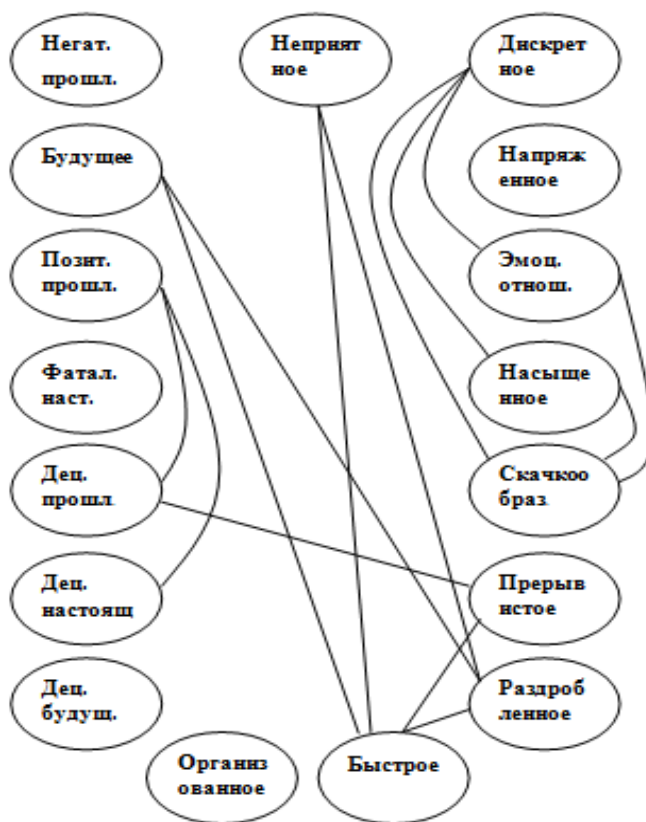 Негат.
прошл.
Неприят
ное
Дискрет
ное
Будущее
Напряж
енное
Позит.
прошл.
Эмоц.
отнош.
Фатал.
наст.
Насыще
нное
Дец.
прошл.
Скачкоо
браз.
Дец.
настоящ
Прерыв
истое
Дец.
будущ.
Раздроб
ленное
Организ
ованное
Быстрое